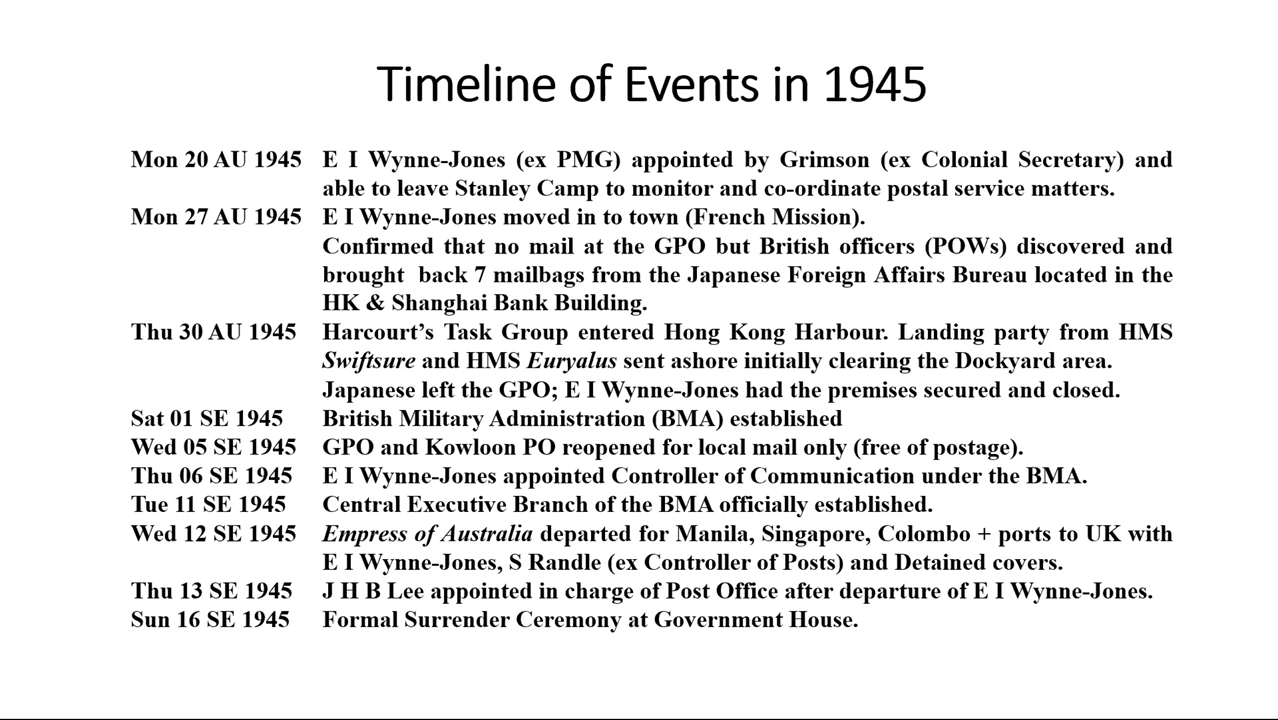 Timeline of Events in 1945
Mon 20 AU 1945 E I Wynne-Jones (ex PMG) appointed by Grimson (ex Colonial Secretary) and
able to leave Stanley Camp to monitor and co-ordinate postal service matters.
Mon 27 AU 1945 E I Wynne-Jones moved in to town (French Mission).
Confirmed that no mail at the GPO but British officers (POWs) discovered and
brought back 7 mailbags from the Japanese Foreign Affairs Bureau located in the
HK & Shanghai Bank Building.
Thu 30 AU 1945 Harcourt’s Task Group entered Hong Kong Harbour. Landing party from HMS
Swiftsure and HMS Euryalus sent ashore initially clearing the Dockyard area.
Japanese left the GPO; E I Wynne-Jones had the premises secured and closed.
Sat 01 SE 1945 British Military Administration (BMA) established
Wed 05 SE 1945 GPO and Kowloon PO reopened for local mail only (free of postage).
Thu 06 SE 1945 E I Wynne-Jones appointed Controller of Communication under the BMA.
Tue 11 SE 1945 Central Executive Branch of the BMA officially established.
Wed 12 SE 1945 Empress of Australia departed for Manila, Singapore, Colombo + ports to UK with
E I Wynne-Jones, S Randle (ex Controller of Posts) and Detained covers.
Thu 13 SE 1945 J H B Lee appointed in charge of Post Office after departure of E I Wynne-Jones.
Sun 16 SE 1945 Formal Surrender Ceremony at Government House.